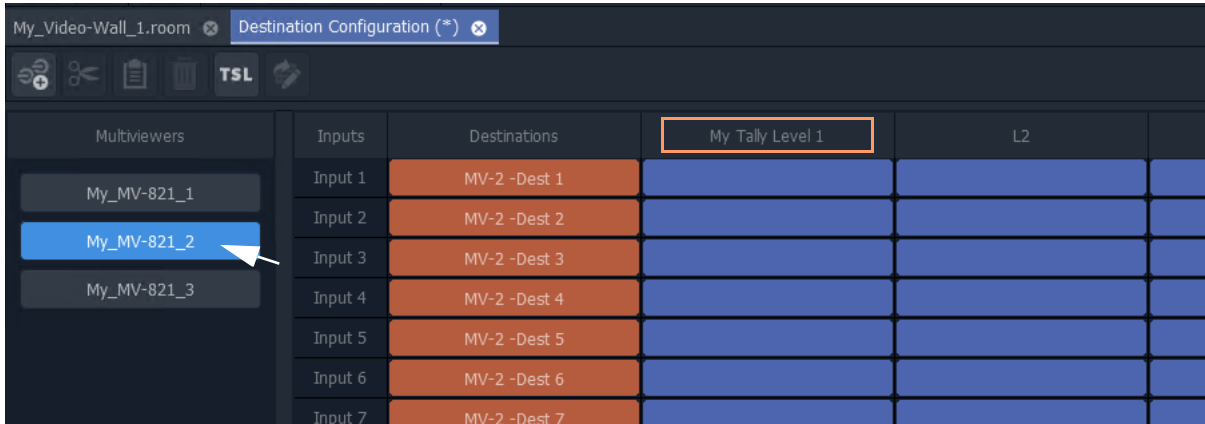 My_Video-Wall_1.room Destination Configuration (*)
TSL
Multiviewers Inputs Destinations My Tally Level 1 L2
My_MV-821_1
My_MV-821_2
My_MV-821_3
Input 1 MV-2 -Dest 1
Input 2 MV-2 -Dest 2
Input 3 MV-2 -Dest 3
Input 4 MV-2 -Dest 4
Input 5 MV-2 -Dest 5
Input 6 MV-2 -Dest 6
Input 7 MV-2 -Dest 7